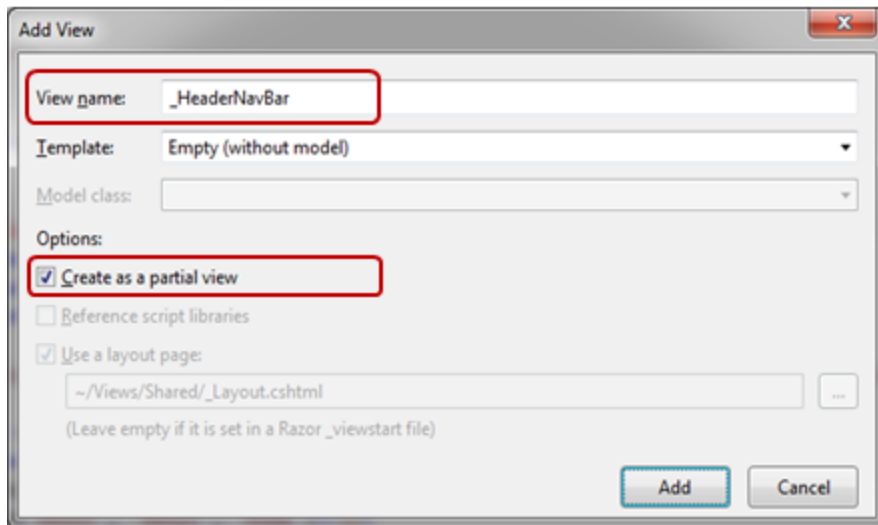 Add View
View name: _HeaderNavBar
Template: Empty (without model)
Model class:
Options:
Create as a partial view
Reference script libraries
Use a layout page:
~/Views/Shared/_Layout.cshtml
...
(Leave empty if it is set in a Razor _viewstart file)
Add Cancel